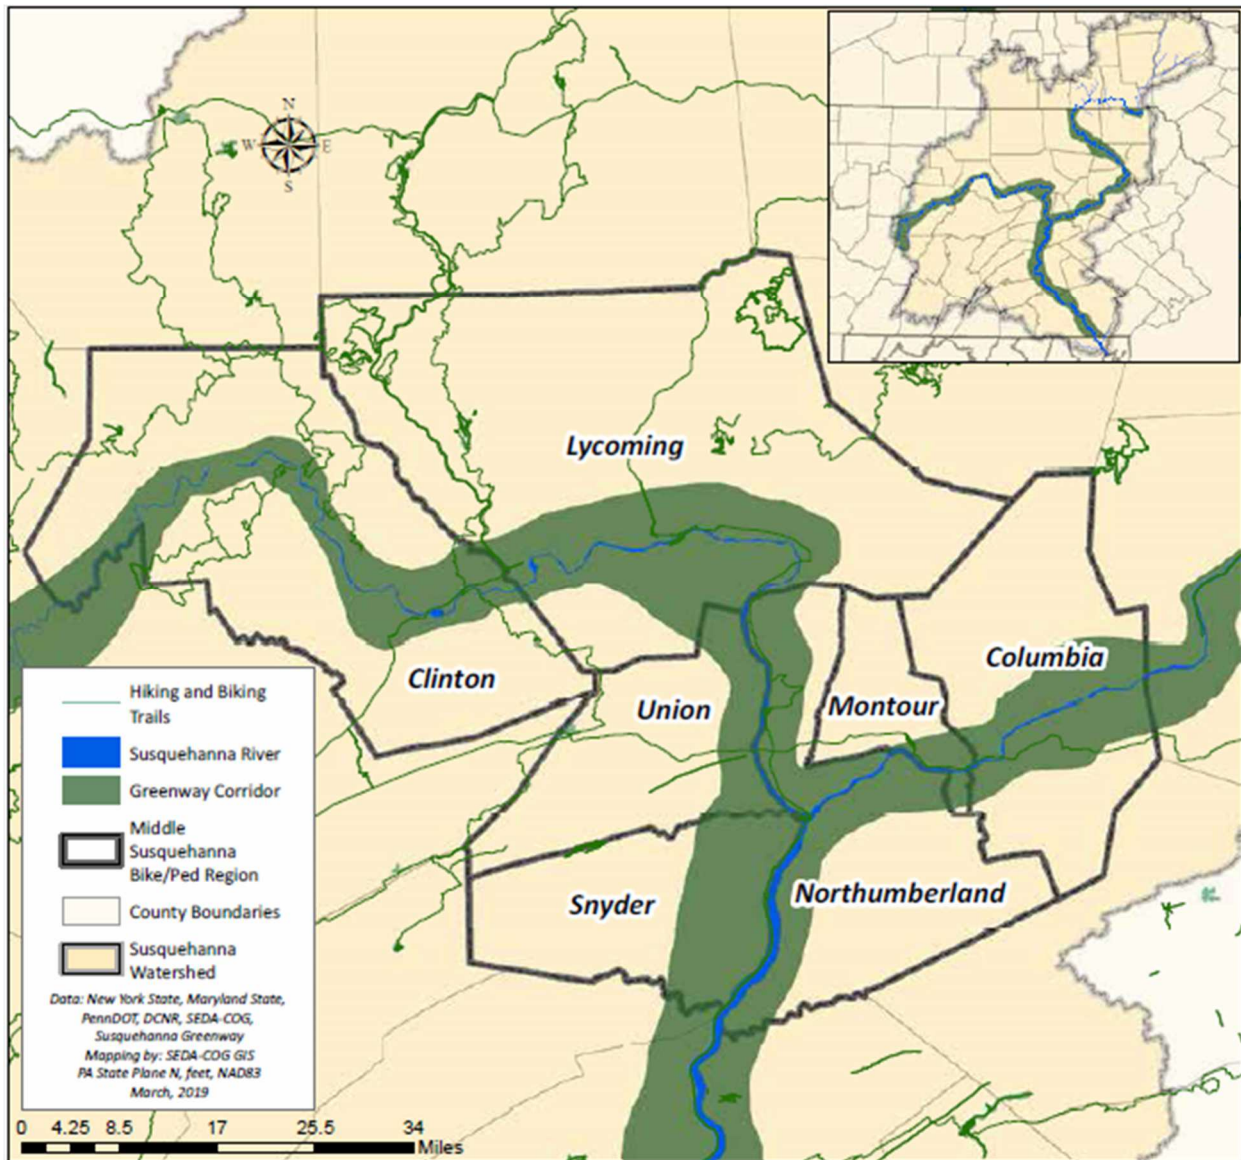 N
W
E
S
Lycoming
Clinton
Union
Montour
Columbia
Snyder
Northumberland
Hiking and Biking
Trails
Susquehanna River
Greenway Corridor
Middle
Susquehanna
Bike/Ped Region
County Boundaries
Susquehanna
Watershed
Data: New York State, Maryland State,
PennDOT, DCNR, SEDA-COG,
Susquehanna Greenway
Mapping by: SEDA-COG GIS
PA State Plane N, feet, NAD83
March, 2019
0 4.25 8.5 17 25.5 34
Miles